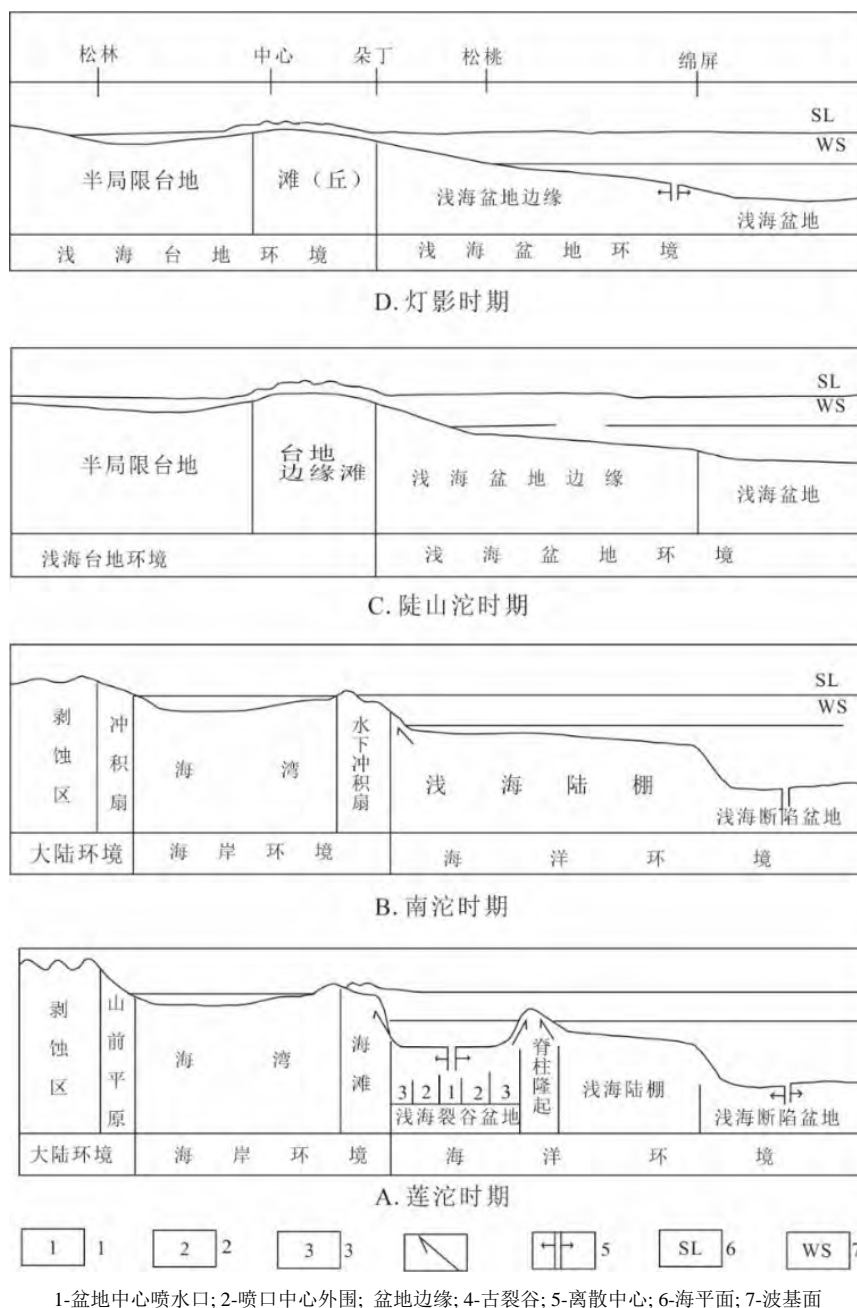 松林 中心 朵丁 松桃 绵屏
SL
WS
半局限台地 滩（丘） 浅海盆地边缘 浅海盆地
浅海台地环境 浅海盆地环境
D. 灯影时期
SL
WS
半局限台地 台地边缘滩 浅海盆地边缘 浅海盆地
浅海台地环境 浅海盆地环境
C. 陡山沱时期
SL
WS
剥蚀区 冲积扇 海湾 水下冲积扇 浅海陆棚 浅海断陷盆地
大陆环境 海岸环境 海洋环境
B. 南沱时期
剥蚀区 山前平原 海湾 海滩 3 2 1 2 3 脊柱隆起 浅海陆棚
浅海裂谷盆地 浅海断陷盆地
大陆环境 海岸环境 海洋环境
A. 莲沱时期
1 1 2 2 3 3 5 SL 6 WS 7
1-盆地中心喷水口; 2-喷口中心外围; 盆地边缘; 4-古裂谷; 5-离散中心; 6-海平面; 7-波基面